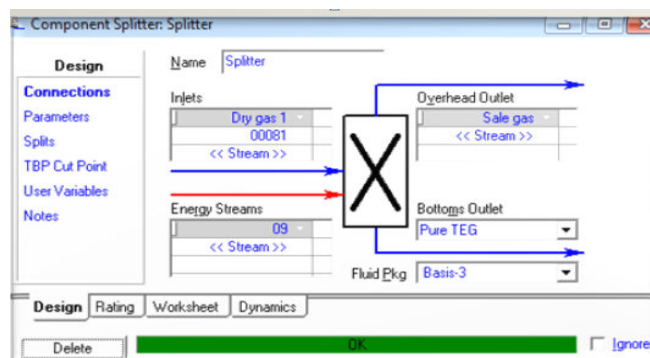 Component Splitter: Splitter
Design
Connections
Parameters
Splits
TBP Cut Point
User Variables
Notes
Name Splitter
Inlets
Dry gas 1
00081
<< Stream >>
Energy Streams
09
<< Stream >>
Overhead Outlet
Sale gas
<< Stream >>
Bottoms Outlet
Pure TEG
Fluid Pkg Basis-3
Design Rating Worksheet Dynamics
Delete OK Ignore